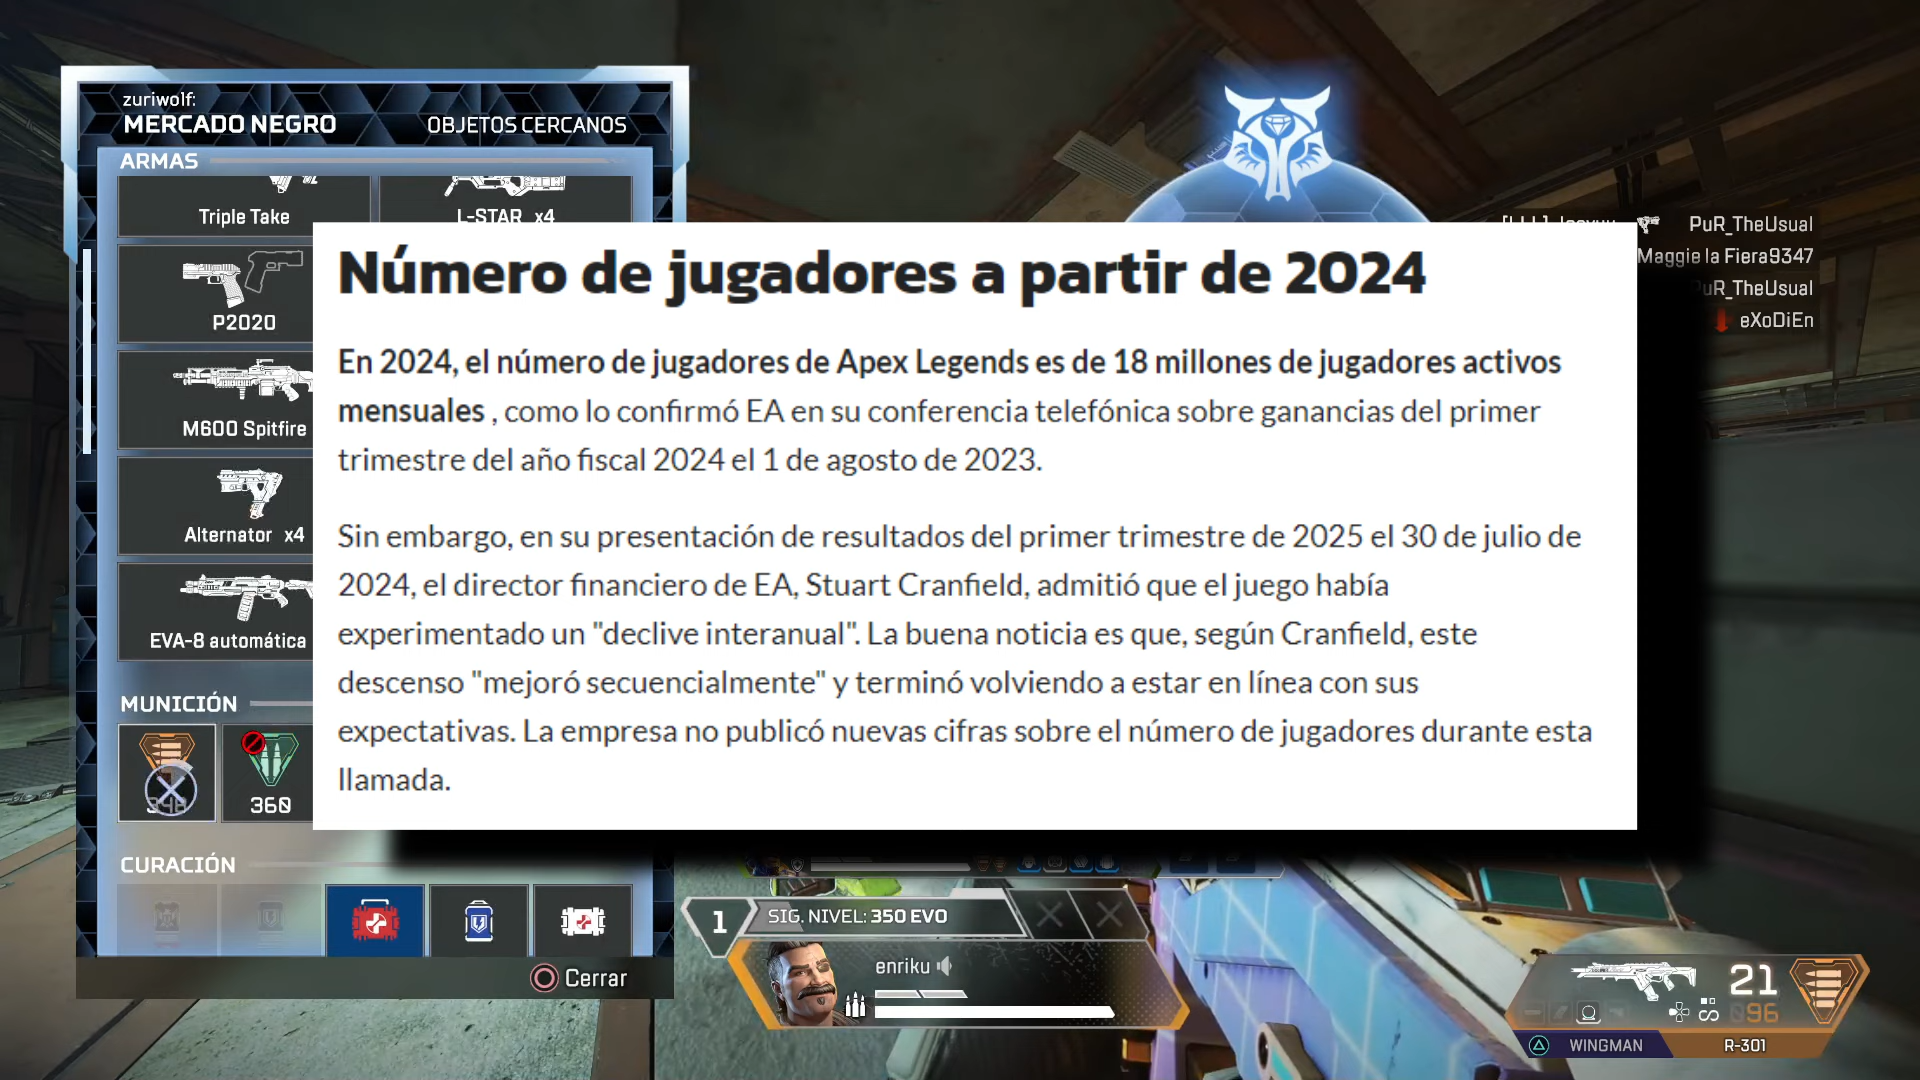 zuriwolf:
MERCADO NEGRO
OBJETOS CERCANOS
ARMAS
Triple Take
L-STAR x4
P2020
M600 Spitfire
Alternator x4
EVA-8 automática
MUNICIÓN
360
CURACIÓN
Cerrar
Número de jugadores a partir de 2024
En 2024, el número de jugadores de Apex Legends es de 18 millones de jugadores activos
mensuales , como lo confirmó EA en su conferencia telefónica sobre ganancias del primer
trimestre del año fiscal 2024 el 1 de agosto de 2023.
Sin embargo, en su presentación de resultados del primer trimestre de 2025 el 30 de julio de
2024, el director financiero de EA, Stuart Cranfield, admitió que el juego había
experimentado un "declive interanual". La buena noticia es que, según Cranfield, este
descenso "mejoró secuencialmente" y terminó volviendo a estar en línea con sus
expectativas. La empresa no publicó nuevas cifras sobre el número de jugadores durante esta
llamada.
PuR_TheUsual
Maggie la Fiera9347
uR_TheUsual
eXoDiEn
1
SIG. NIVEL: 350 EVO
enriku
21
96
WINGMAN
R-301